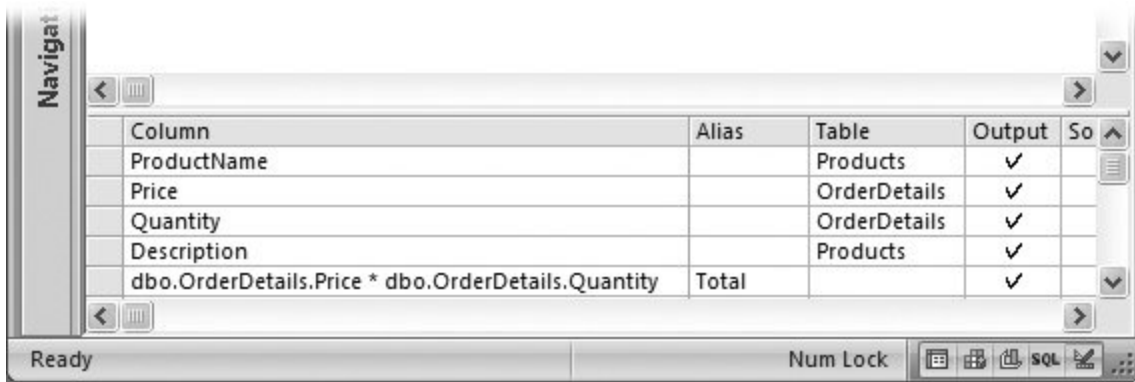 Navigati
Column Alias Table Output So
ProductName Products
Price OrderDetails
Quantity OrderDetails
Description Products
dbo.OrderDetails.Price * dbo.OrderDetails.Quantity Total
Ready Num Lock SQL